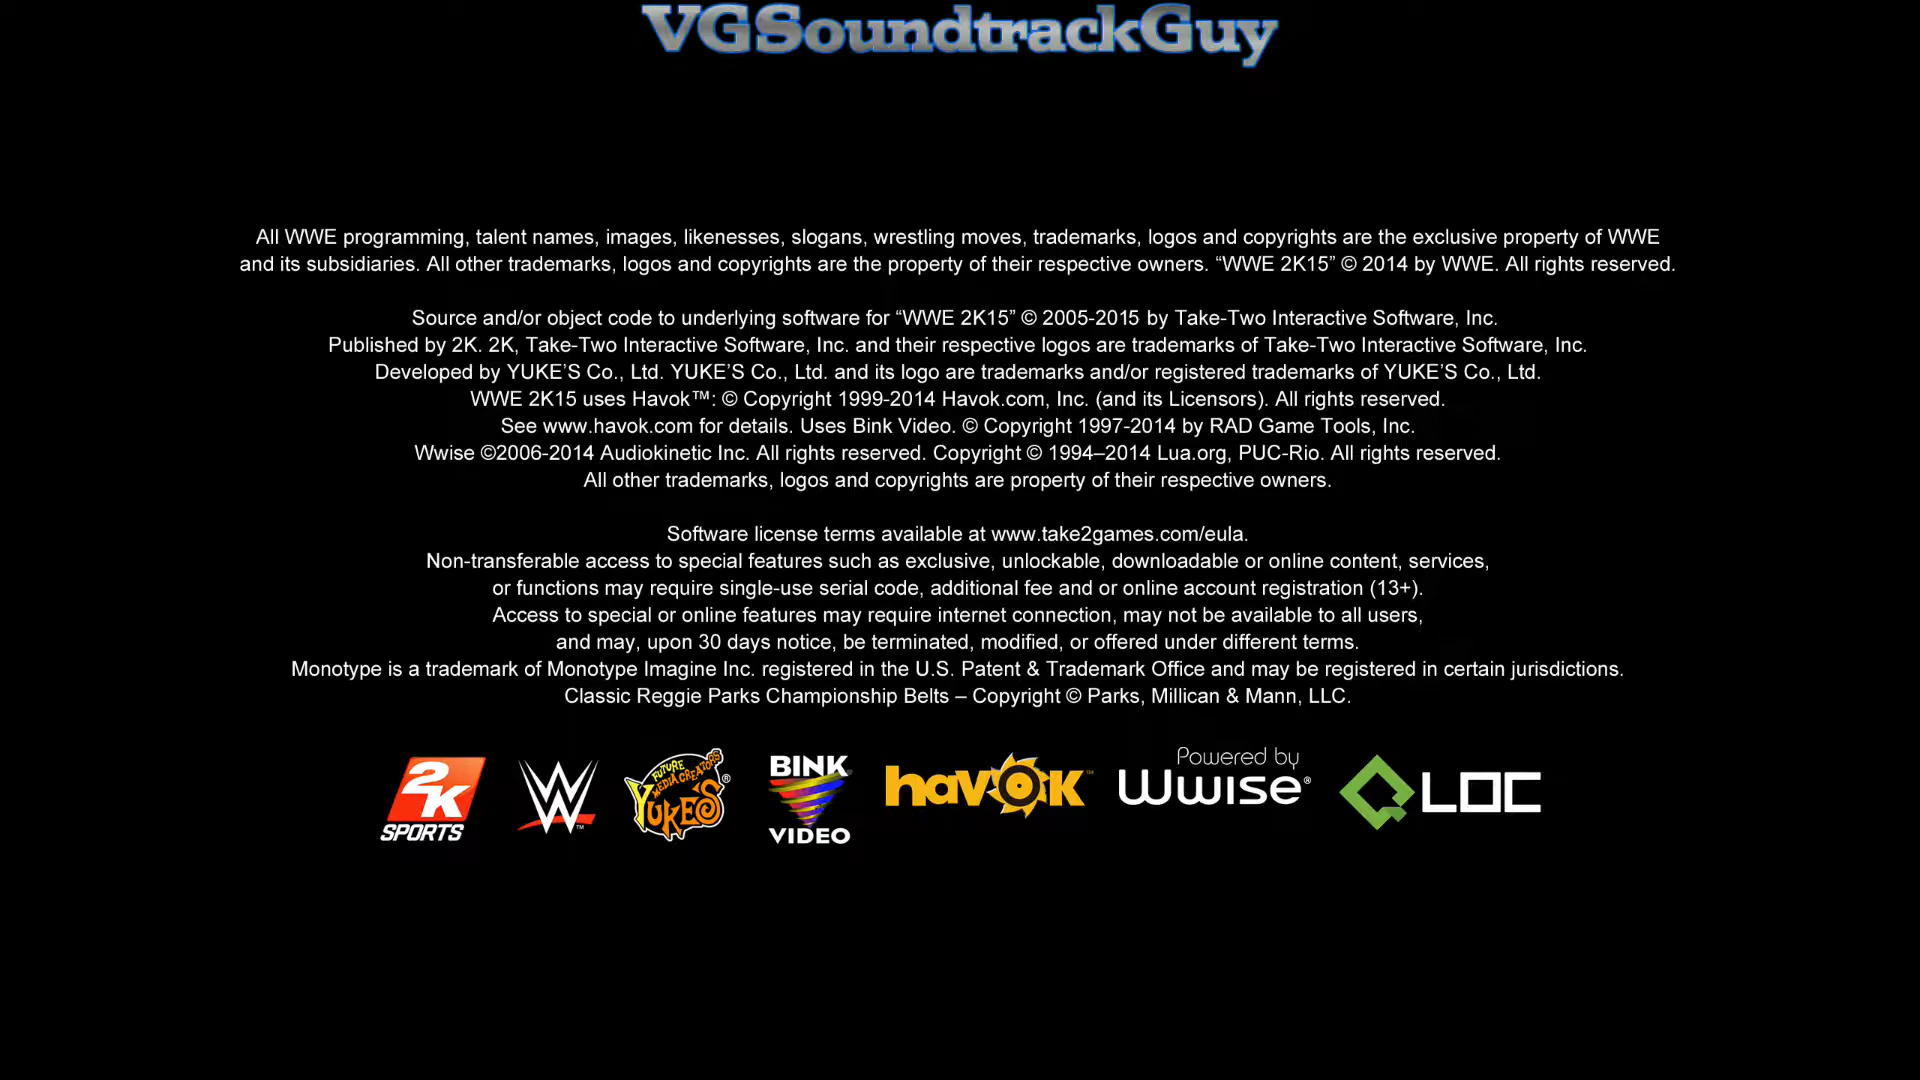 VGSoundtrackGuy
All WWE programming, talent names, images, likenesses, slogans, wrestling moves, trademarks, logos and copyrights are the exclusive property of WWE
and its subsidiaries. All other trademarks, logos and copyrights are the property of their respective owners. “WWE 2K15” © 2014 by WWE. All rights reserved.
Source and/or object code to underlying software for “WWE 2K15” © 2005-2015 by Take-Two Interactive Software, Inc.
Published by 2K. 2K, Take-Two Interactive Software, Inc. and their respective logos are trademarks of Take-Two Interactive Software, Inc.
Developed by YUKE’S Co., Ltd. YUKE’S Co., Ltd. and its logo are trademarks and/or registered trademarks of YUKE’S Co., Ltd.
WWE 2K15 uses Havok™: © Copyright 1999-2014 Havok.com, Inc. (and its Licensors). All rights reserved.
See www.havok.com for details. Uses Bink Video. © Copyright 1997-2014 by RAD Game Tools, Inc.
Wwise ©2006-2014 Audiokinetic Inc. All rights reserved. Copyright © 1994–2014 Lua.org, PUC-Rio. All rights reserved.
All other trademarks, logos and copyrights are property of their respective owners.
Software license terms available at www.take2games.com/eula.
Non-transferable access to special features such as exclusive, unlockable, downloadable or online content, services,
or functions may require single-use serial code, additional fee and or online account registration (13+).
Access to special or online features may require internet connection, may not be available to all users,
and may, upon 30 days notice, be terminated, modified, or offered under different terms.
Monotype is a trademark of Monotype Imagine Inc. registered in the U.S. Patent & Trademark Office and may be registered in certain jurisdictions.
Classic Reggie Parks Championship Belts – Copyright © Parks, Millican & Mann, LLC.
2K
SPORTS
W™
FUTURE
MEDIA CREATORS
YUKE'S®
BINK
VIDEO
havok™
Powered by
Wwise®
QLOC